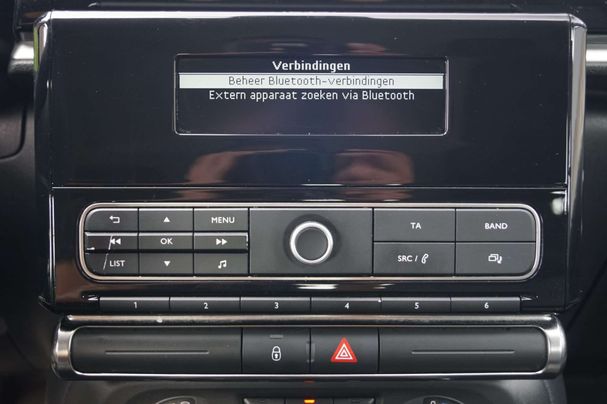 Verbindingen
Beheer Bluetooth-verbindingen
Extern apparaat zoeken via Bluetooth
MENU
TA
BAND
OK
LIST
SRC /
1 2 3 4 5 6